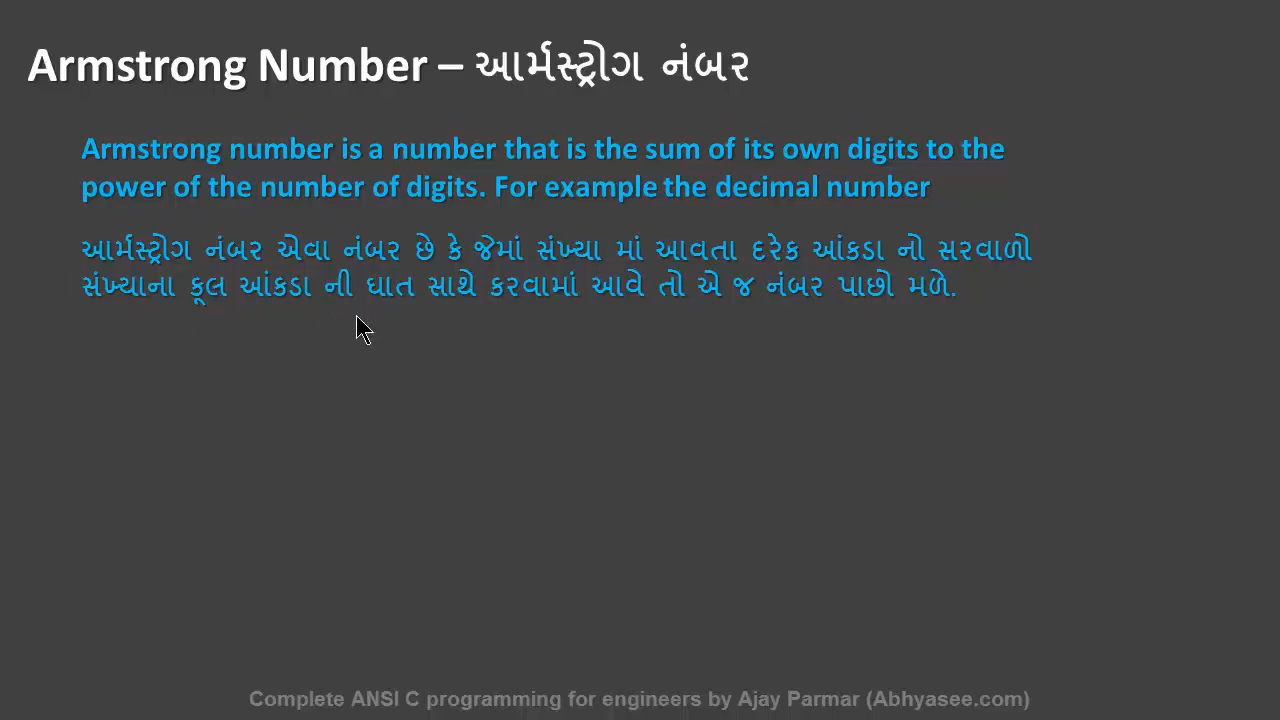 Armstrong Number – આર્મસ્ટ્રોગ નંબર
Armstrong number is a number that is the sum of its own digits to the
power of the number of digits. For example the decimal number
આર્મસ્ટ્રોગ નંબર એવા નંબર છે કે જેમાં સંખ્યા માં આવતા દરેક આંકડા નો સરવાળો
સંખ્યાના કૂલ આંકડા ની ઘાત સાથે કરવામાં આવે તો એ જ નંબર પાછો મળે.
Complete ANSI C programming for engineers by Ajay Parmar (Abhyasee.com)